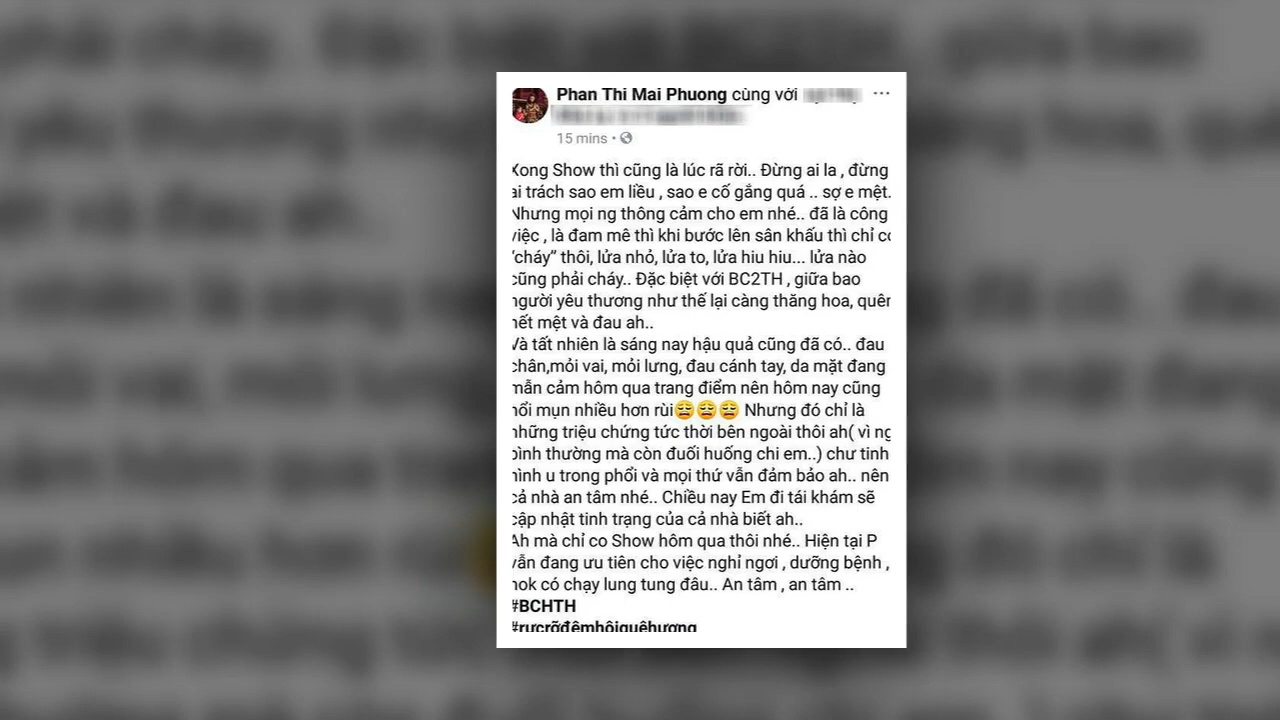 Phan Thi Mai Phuong cùng với
15 mins
Xong Show thì cũng là lúc rã rời.. Đừng ai la , đừng
ai trách sao em liều , sao e cố gắng quá .. sợ e mệt.
Nhưng mọi ng thông cảm cho em nhé.. đã là công
việc , là đam mê thì khi bước lên sân khấu thì chỉ có
“cháy” thôi, lửa nhỏ, lửa to, lửa hiu hiu... lửa nào
cũng phải cháy.. Đặc biệt với BC2TH , giữa bao
người yêu thương như thế lại càng thăng hoa, quên
hết mệt và đau ah..
Và tất nhiên là sáng nay hậu quả cũng đã có.. đau
chân,mỏi vai, mỏi lưng, đau cánh tay, da mặt đang
mẫn cảm hôm qua trang điểm nên hôm nay cũng
nổi mụn nhiều hơn rùi😩😩😩 Nhưng đó chỉ là
những triệu chứng tức thời bên ngoài thôi ah( vì ng
bình thường mà còn đuối huống chi em..) chư tinh
hình u trong phổi và mọi thứ vẫn đảm bảo ah.. nên
cả nhà an tâm nhé.. Chiều nay Em đi tái khám sẽ
cập nhật tinh trạng của cả nhà biết ah..
Ah mà chỉ co Show hôm qua thôi nhé.. Hiện tại P
vẫn đang ưu tiên cho việc nghỉ ngơi , dưỡng bệnh ,
hok có chạy lung tung đâu.. An tâm , an tâm ..
#BCHTH
#rựcrỡđêmhộiquêhương